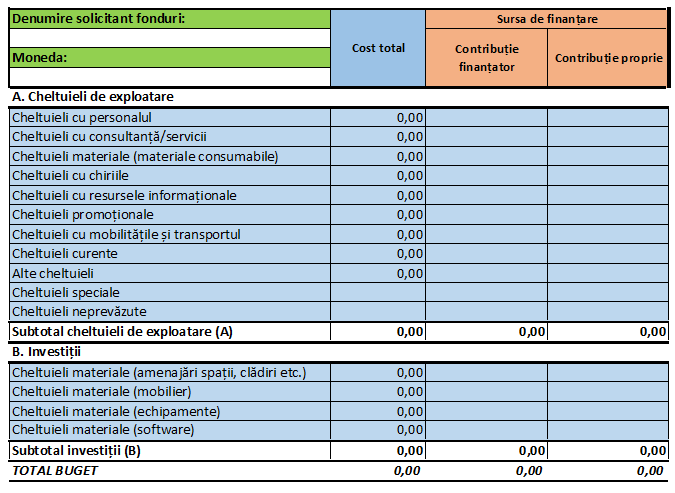 Denumire solicitant fonduri:
Cost total
Sursa de finanțare
Moneda:
Contribuție finanțator
Contribuție proprie
A. Cheltuieli de exploatare
Cheltuieli cu personalul 0,00
Cheltuieli cu consultanță/servicii 0,00
Cheltuieli materiale (materiale consumabile) 0,00
Cheltuieli cu chiriile 0,00
Cheltuieli cu resursele informaționale 0,00
Cheltuieli promoționale 0,00
Cheltuieli cu mobilitățile și transportul 0,00
Cheltuieli curente 0,00
Alte cheltuieli 0,00
Cheltuieli speciale
Cheltuieli neprevăzute
Subtotal cheltuieli de exploatare (A) 0,00 0,00 0,00
B. Investiții
Cheltuieli materiale (amenajări spații, clădiri etc.) 0,00
Cheltuieli materiale (mobilier) 0,00
Cheltuieli materiale (echipamente) 0,00
Cheltuieli materiale (software) 0,00
Subtotal investiții (B) 0,00 0,00 0,00
TOTAL BUGET 0,00 0,00 0,00